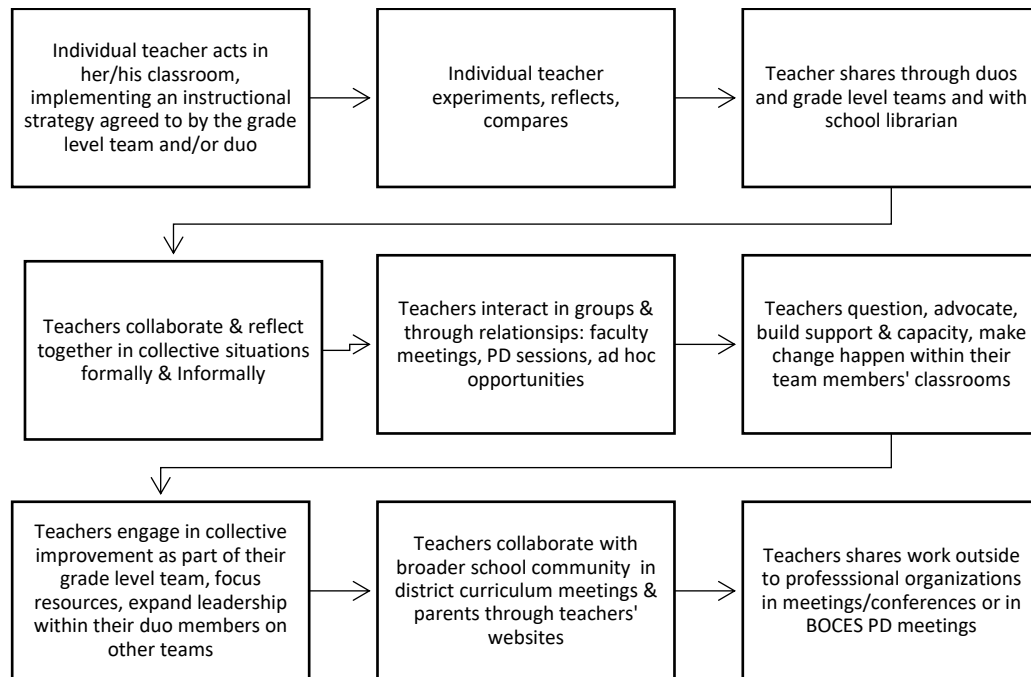 Individual teacher acts in
her/his classroom,
implementing an instructional
strategy agreed to by the grade
level team and/or duo
Individual teacher
experiments, reflects,
compares
Teacher shares through duos
and grade level teams and with
school librarian
Teachers collaborate & reflect
together in collective situations
formally & Informally
Teachers interact in groups &
through relationsips: faculty
meetings, PD sessions, ad hoc
opportunities
Teachers question, advocate,
build support & capacity, make
change happen within their
team members' classrooms
Teachers engage in collective
improvement as part of their
grade level team, focus
resources, expand leadership
within their duo members on
other teams
Teachers collaborate with
broader school community in
district curriculum meetings &
parents through teachers'
websites
Teachers shares work outside
to professsional organizations
in meetings/conferences or in
BOCES PD meetings